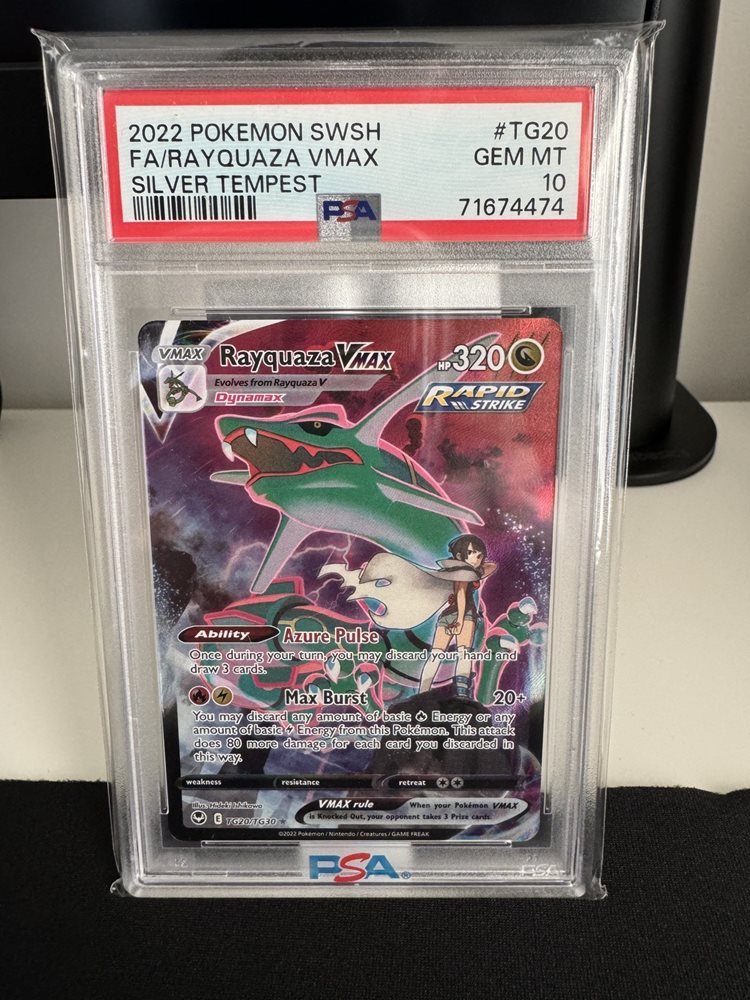 2022 POKEMON SWSH #TG20
FA/RAYQUAZA VMAX GEM MT
SILVER TEMPEST 10
PSA 71674474
VMAX Rayquaza VMAX HP 320
Evolves from Rayquaza V
Dynamax
RAPID
STRIKE
Ability Azure Pulse
Once during your turn, you may discard your hand and
draw 3 cards.
Max Burst 20+
You may discard any amount of basic Energy or any
amount of basic Energy from this Pokémon. This attack
does 80 more damage for each card you discarded in
this way.
weakness resistance retreat
Illus. Hideki Ishikawa
VMAX rule When your Pokémon VMAX
is Knocked Out, your opponent takes 3 Prize cards.
E TG20/TG30
©2022 Pokémon / Nintendo / Creatures / GAME FREAK
PSA®